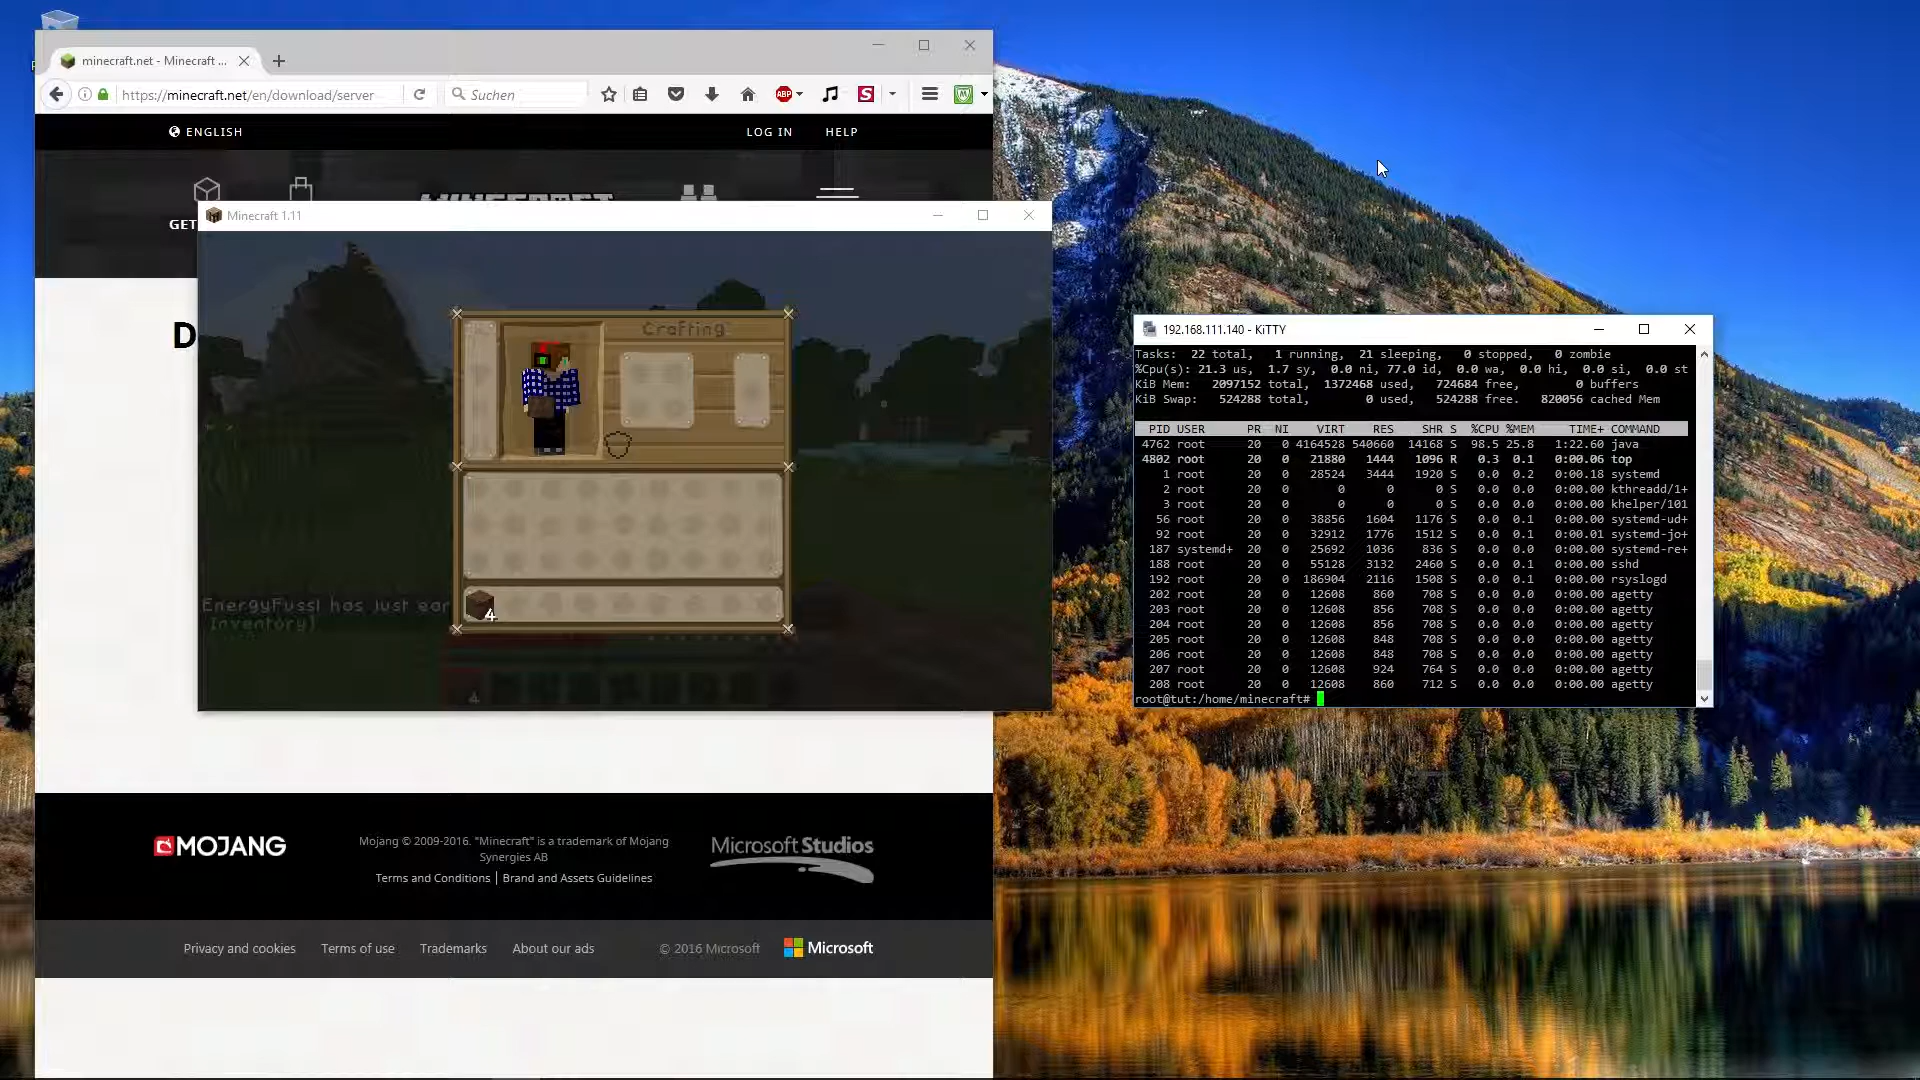 minecraft.net - Minecraft ...
https://minecraft.net/en/download/server
Suchen
ABP
S
ENGLISH
LOG IN
HELP
MINECRAFT
GET
Minecraft 1.11
D
Crafting
EnergyFussl has just ear
Inventory]
4
4
192.168.111.140 - KiTTY
Tasks: 22 total, 1 running, 21 sleeping, 0 stopped, 0 zombie
%Cpu(s): 21.3 us, 1.7 sy, 0.0 ni, 77.0 id, 0.0 wa, 0.0 hi, 0.0 si, 0.0 st
KiB Mem: 2097152 total, 1372468 used, 724684 free, 0 buffers
KiB Swap: 524288 total, 0 used, 524288 free. 820056 cached Mem
PID USER PR NI VIRT RES SHR S %CPU %MEM TIME+ COMMAND
4762 root 20 0 4164528 540660 14168 S 98.5 25.8 1:22.60 java
4802 root 20 0 21880 1444 1096 R 0.3 0.1 0:00.06 top
1 root 20 0 28524 3444 1920 S 0.0 0.2 0:00.18 systemd
2 root 20 0 0 0 0 S 0.0 0.0 0:00.00 kthreadd/1+
3 root 20 0 0 0 0 S 0.0 0.0 0:00.00 khelper/101
56 root 20 0 38856 1604 1176 S 0.0 0.1 0:00.00 systemd-ud+
92 root 20 0 32912 1776 1512 S 0.0 0.1 0:00.01 systemd-jo+
187 systemd+ 20 0 25692 1036 836 S 0.0 0.0 0:00.00 systemd-re+
188 root 20 0 55128 3132 2460 S 0.0 0.1 0:00.00 sshd
192 root 20 0 186904 2116 1508 S 0.0 0.1 0:00.00 rsyslogd
202 root 20 0 12608 860 708 S 0.0 0.0 0:00.00 agetty
203 root 20 0 12608 856 708 S 0.0 0.0 0:00.00 agetty
204 root 20 0 12608 856 708 S 0.0 0.0 0:00.00 agetty
205 root 20 0 12608 848 708 S 0.0 0.0 0:00.00 agetty
206 root 20 0 12608 848 708 S 0.0 0.0 0:00.00 agetty
207 root 20 0 12608 924 764 S 0.0 0.0 0:00.00 agetty
208 root 20 0 12608 860 712 S 0.0 0.0 0:00.00 agetty
root@tut:/home/minecraft#
MOJANG
Mojang © 2009-2016. "Minecraft" is a trademark of Mojang
Synergies AB
Terms and Conditions | Brand and Assets Guidelines
Microsoft Studios
Privacy and cookies
Terms of use
Trademarks
About our ads
© 2016 Microsoft
Microsoft